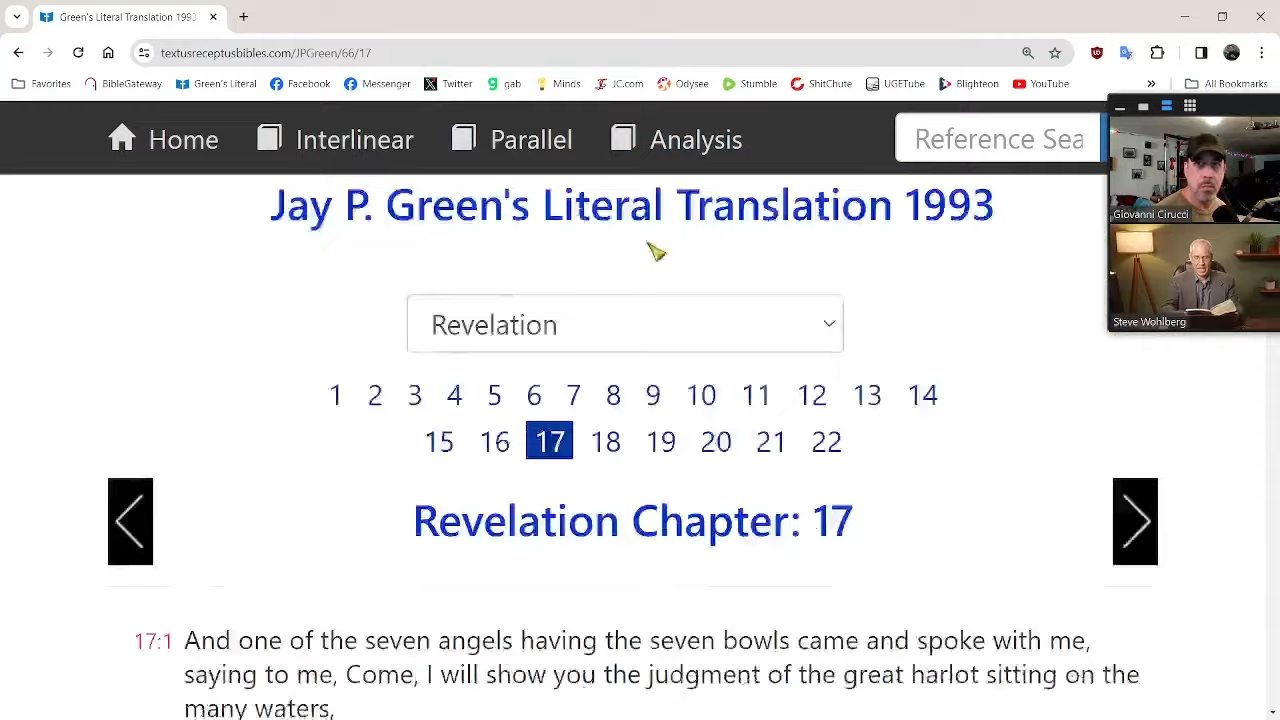 Green's Literal Translation 1993
textusreceptusbibles.com/JPGreen/66/17
Favorites BibleGateway Green's Literal Facebook Messenger Twitter gab Minds JC.com Odysee Stumble ShitChute UGETube Blighteon YouTube » All Bookmarks
Home Interlinear Parallel Analysis Reference Sea
Jay P. Green's Literal Translation 1993
Giovanni Cirucci
Steve Wohlberg
Revelation
1 2 3 4 5 6 7 8 9 10 11 12 13 14
15 16 17 18 19 20 21 22
Revelation Chapter: 17
17:1 And one of the seven angels having the seven bowls came and spoke with me,
saying to me, Come, I will show you the judgment of the great harlot sitting on the
many waters,